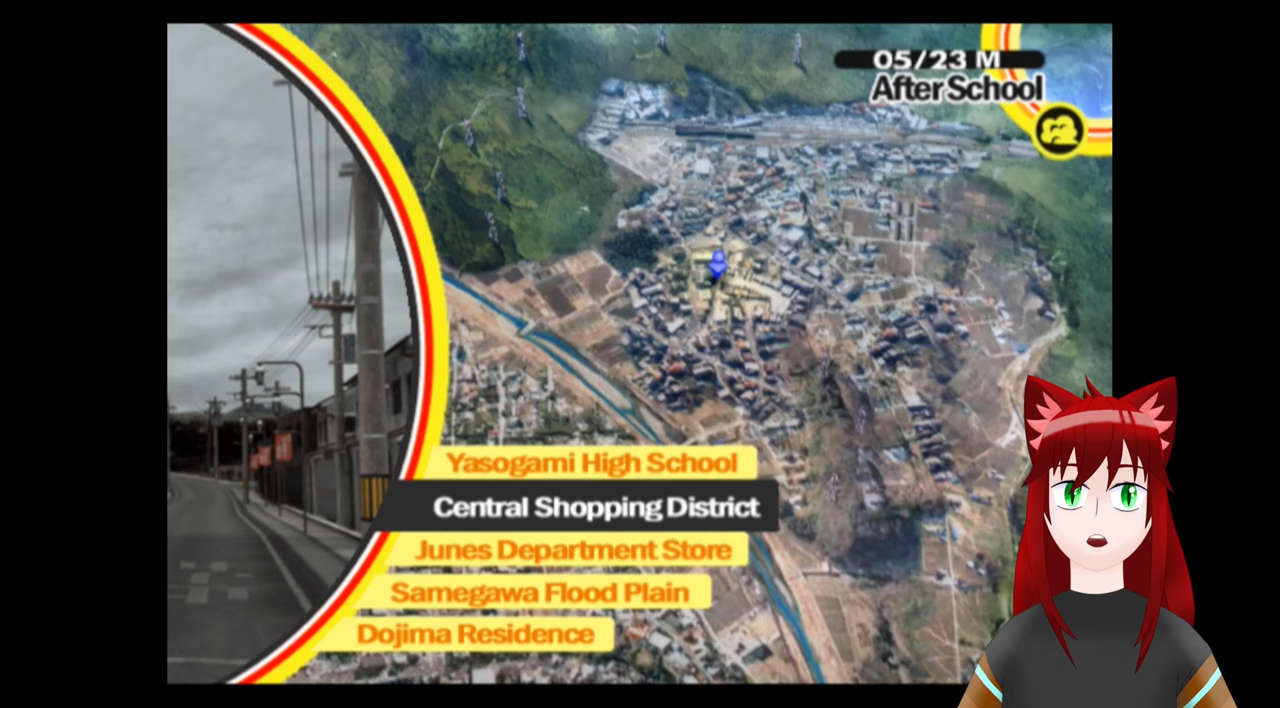 05/23 M
After School
Yasogami High School
Central Shopping District
Junes Department Store
Samegawa Flood Plain
Dojima Residence